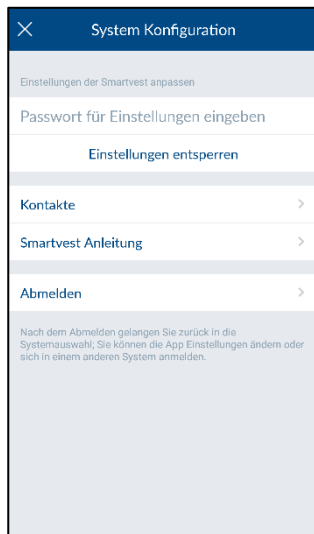 System Konfiguration
Einstellungen der Smartvest anpassen
Passwort für Einstellungen eingeben
Einstellungen entsperren
Kontakte
Smartvest Anleitung
Abmelden
Nach dem Abmelden gelangen Sie zurück in die
Systemauswahl; Sie können die App Einstellungen ändern oder
sich in einem anderen System anmelden.